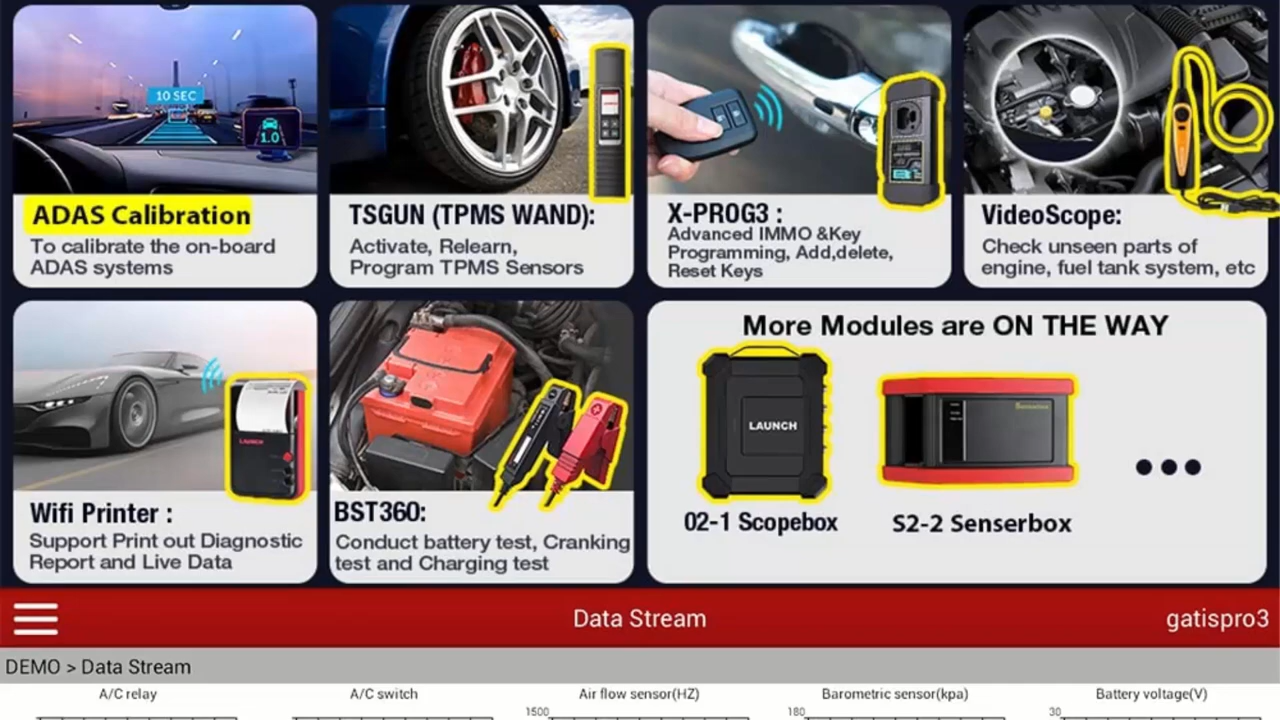 10 SEC
1.0
ADAS Calibration
To calibrate the on-board
ADAS systems
TSGUN (TPMS WAND):
Activate, Relearn,
Program TPMS Sensors
X-PROG3 :
Advanced IMMO &Key
Programming, Add,delete,
Reset Keys
VideoScope:
Check unseen parts of
engine, fuel tank system, etc
LAUNCH
Wifi Printer :
Support Print out Diagnostic
Report and Live Data
BST360:
Conduct battery test, Cranking
test and Charging test
More Modules are ON THE WAY
LAUNCH
02-1 Scopebox
S2-2 Senserbox
Data Stream
gatispro3
DEMO > Data Stream
A/C relay
A/C switch
Air flow sensor(HZ)
Barometric sensor(kpa)
Battery voltage(V)
1500
180
30